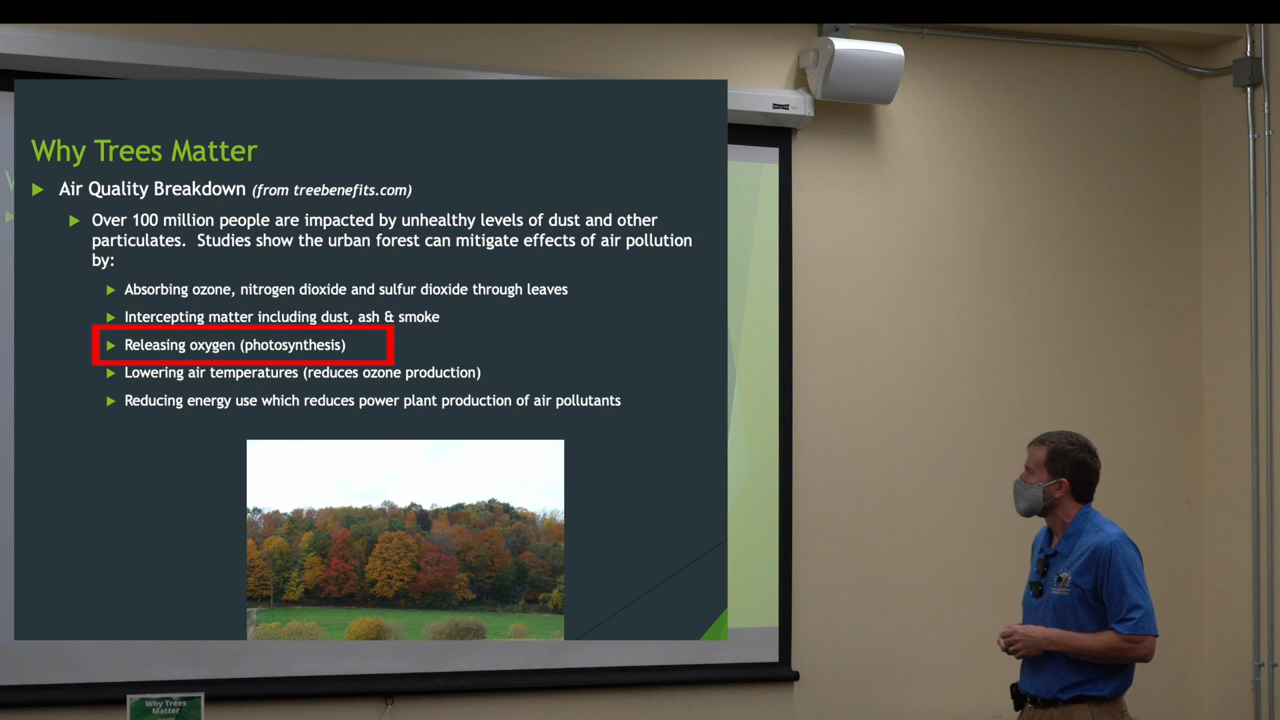 Why Trees Matter
Air Quality Breakdown (from treebenefits.com)
Over 100 million people are impacted by unhealthy levels of dust and other
particulates. Studies show the urban forest can mitigate effects of air pollution
by:
Absorbing ozone, nitrogen dioxide and sulfur dioxide through leaves
Intercepting matter including dust, ash & smoke
Releasing oxygen (photosynthesis)
Lowering air temperatures (reduces ozone production)
Reducing energy use which reduces power plant production of air pollutants
Why Trees
Matter